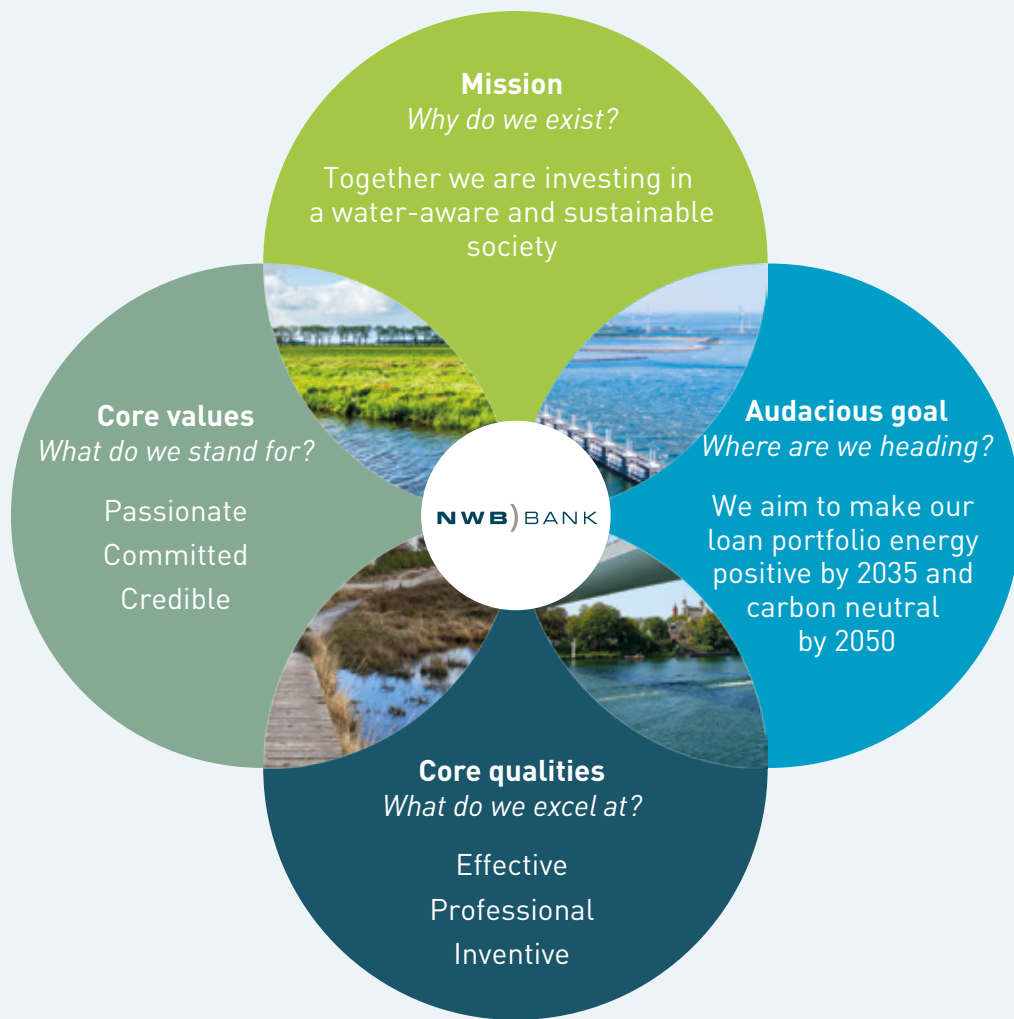 Mission
Why do we exist?
Together we are investing in
a water-aware and sustainable
society
Core values
What do we stand for?
Passionate
Committed
Credible
NWB)BANK
Audacious goal
Where are we heading?
We aim to make our
loan portfolio energy
positive by 2035 and
carbon neutral
by 2050
Core qualities
What do we excel at?
Effective
Professional
Inventive